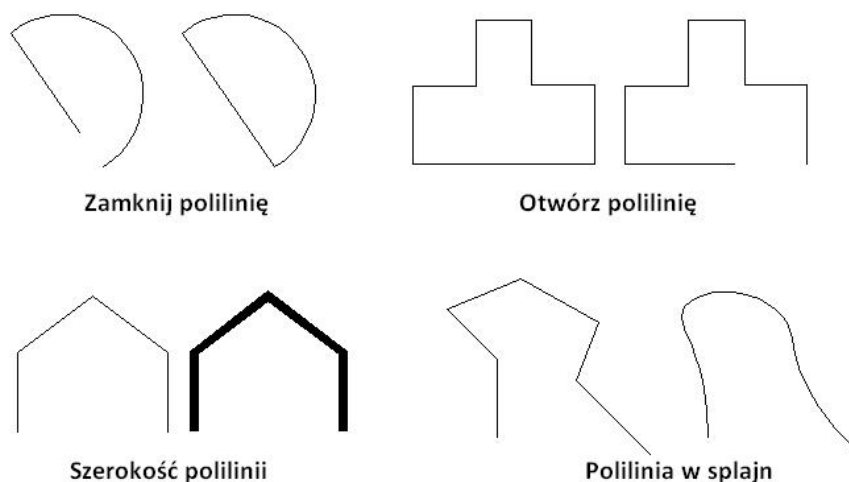 Zamknij polilinię
Otwórz polilinię
Szerokość polilinii
Polilinia w splajn